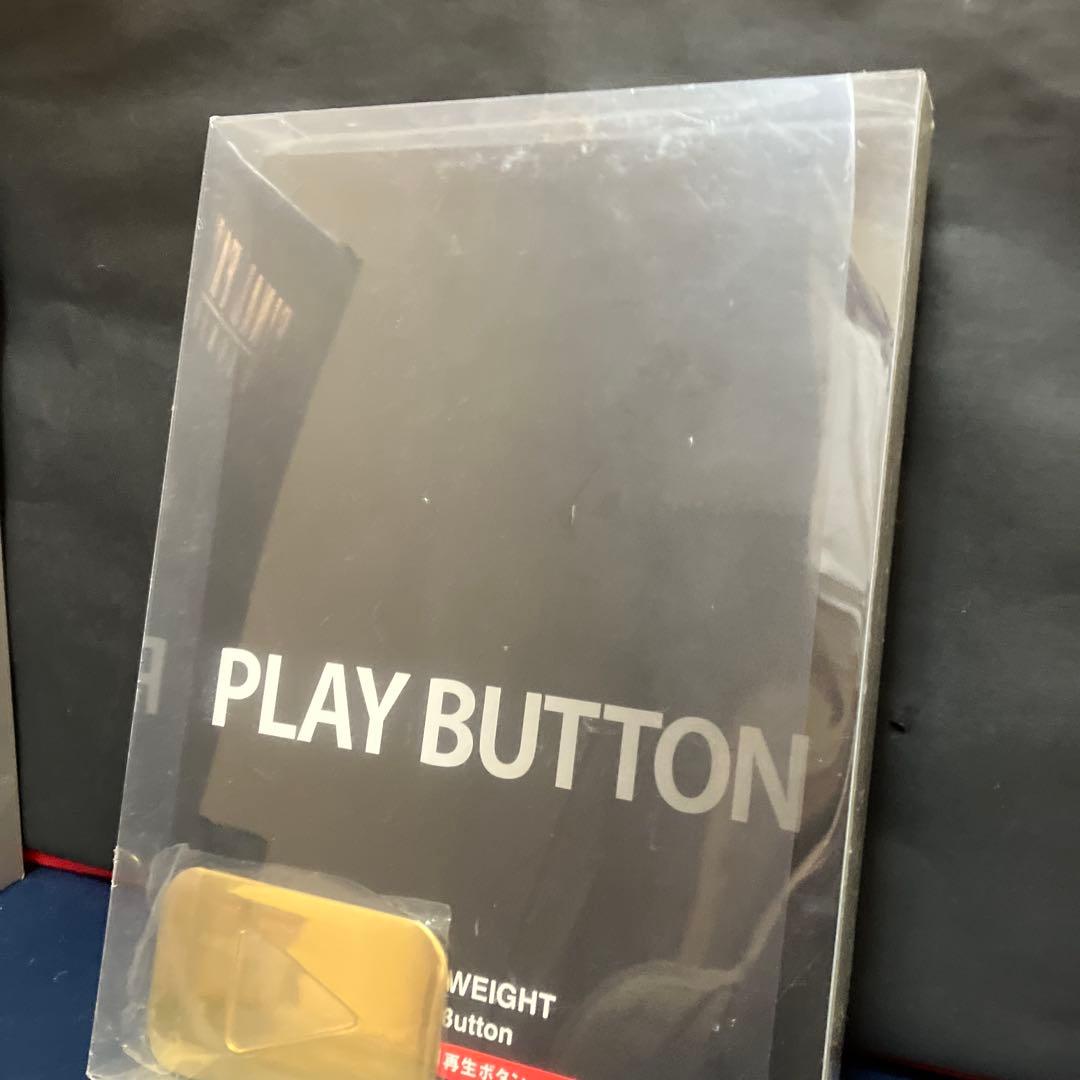 PLAY BUTTON
WEIGHT
Button
再生ボタン